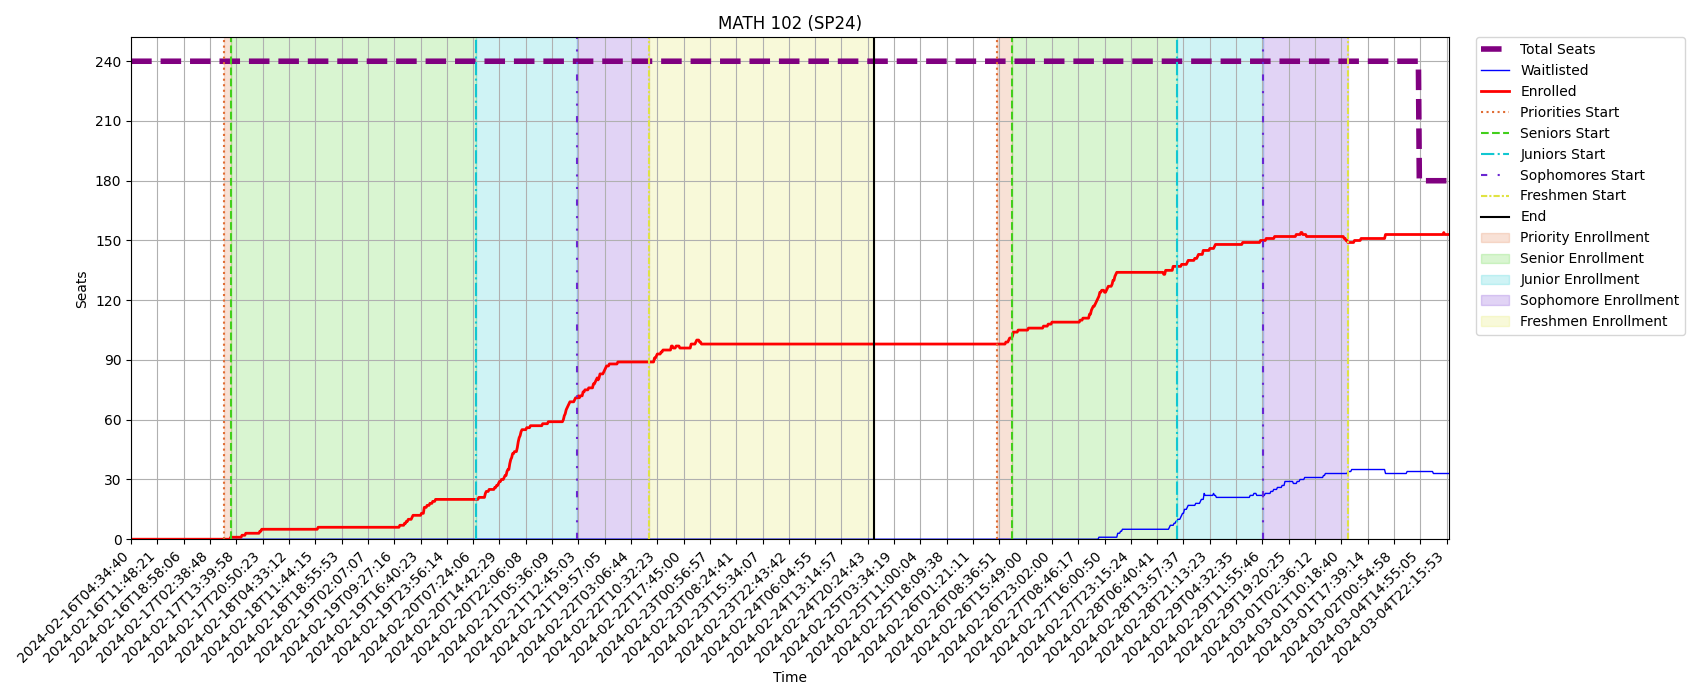 MATH 102 (SP24)
Seats
240
210
180
150
120
90
60
30
0
2024-02-16T04:34:40
2024-02-16T11:48:21
2024-02-16T18:58:06
2024-02-17T02:38:48
2024-02-17T13:39:58
2024-02-17T20:50:23
2024-02-18T04:33:12
2024-02-18T11:44:15
2024-02-18T18:55:53
2024-02-19T02:07:07
2024-02-19T09:27:16
2024-02-19T16:40:23
2024-02-19T23:56:14
2024-02-20T07:24:06
2024-02-20T14:42:29
2024-02-20T22:06:08
2024-02-21T05:36:09
2024-02-21T12:45:03
2024-02-21T19:57:05
2024-02-22T03:06:44
2024-02-22T10:32:23
2024-02-22T17:45:00
2024-02-23T00:56:57
2024-02-23T08:24:41
2024-02-23T15:34:07
2024-02-23T22:43:42
2024-02-24T06:04:55
2024-02-24T13:14:57
2024-02-24T20:24:43
2024-02-25T03:34:19
2024-02-25T11:00:04
2024-02-25T18:09:38
2024-02-26T01:21:11
2024-02-26T08:36:51
2024-02-26T15:49:00
2024-02-26T23:02:00
2024-02-27T08:46:17
2024-02-27T16:00:50
2024-02-27T23:15:24
2024-02-28T06:40:41
2024-02-28T13:57:37
2024-02-28T21:13:23
2024-02-29T04:32:35
2024-02-29T11:55:46
2024-02-29T19:20:25
2024-03-01T02:36:12
2024-03-01T10:18:40
2024-03-01T17:39:14
2024-03-02T00:54:58
2024-03-04T14:55:05
2024-03-04T22:15:53
Time
Total Seats
Waitlisted
Enrolled
Priorities Start
Seniors Start
Juniors Start
Sophomores Start
Freshmen Start
End
Priority Enrollment
Senior Enrollment
Junior Enrollment
Sophomore Enrollment
Freshmen Enrollment